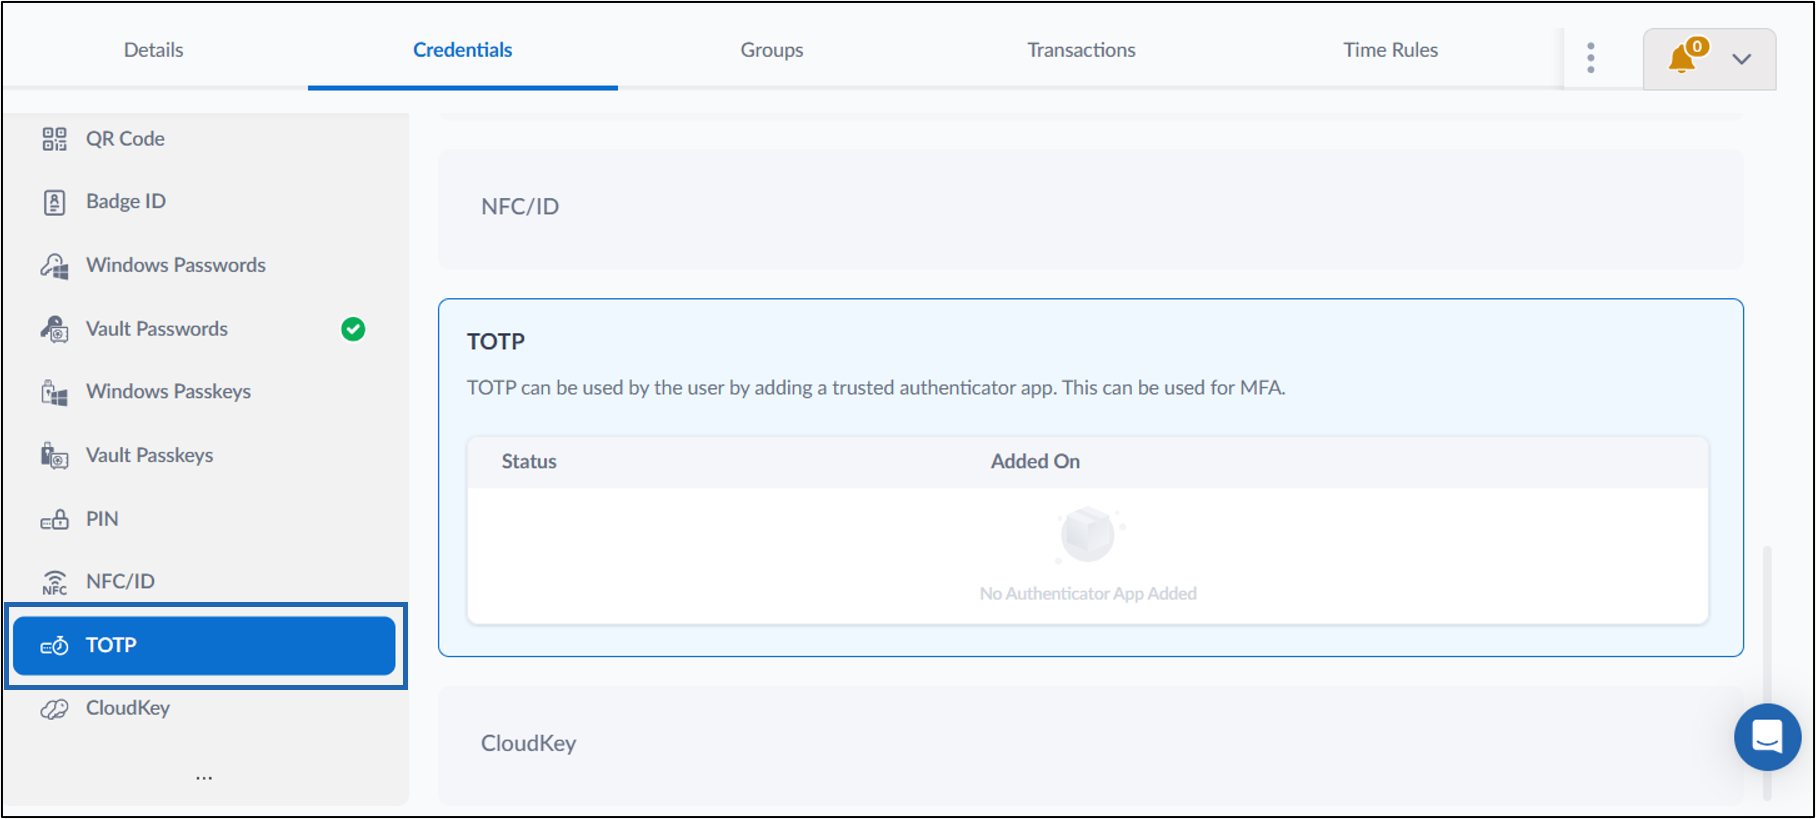 Details
Credentials
Groups
Transactions
Time Rules
0
QR Code
Badge ID
Windows Passwords
Vault Passwords
Windows Passkeys
Vault Passkeys
PIN
NFC
NFC/ID
TOTP
CloudKey
...
NFC/ID
TOTP
TOTP can be used by the user by adding a trusted authenticator app. This can be used for MFA.
Status
Added On
No Authenticator App Added
CloudKey